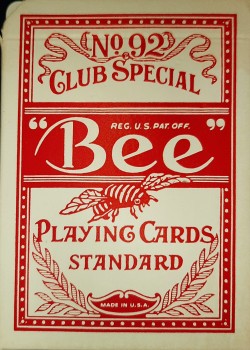 No. 92
CLUB SPECIAL
REG. U.S. PAT. OFF.
"Bee"
PLAYING CARDS
STANDARD
MADE IN U.S.A.